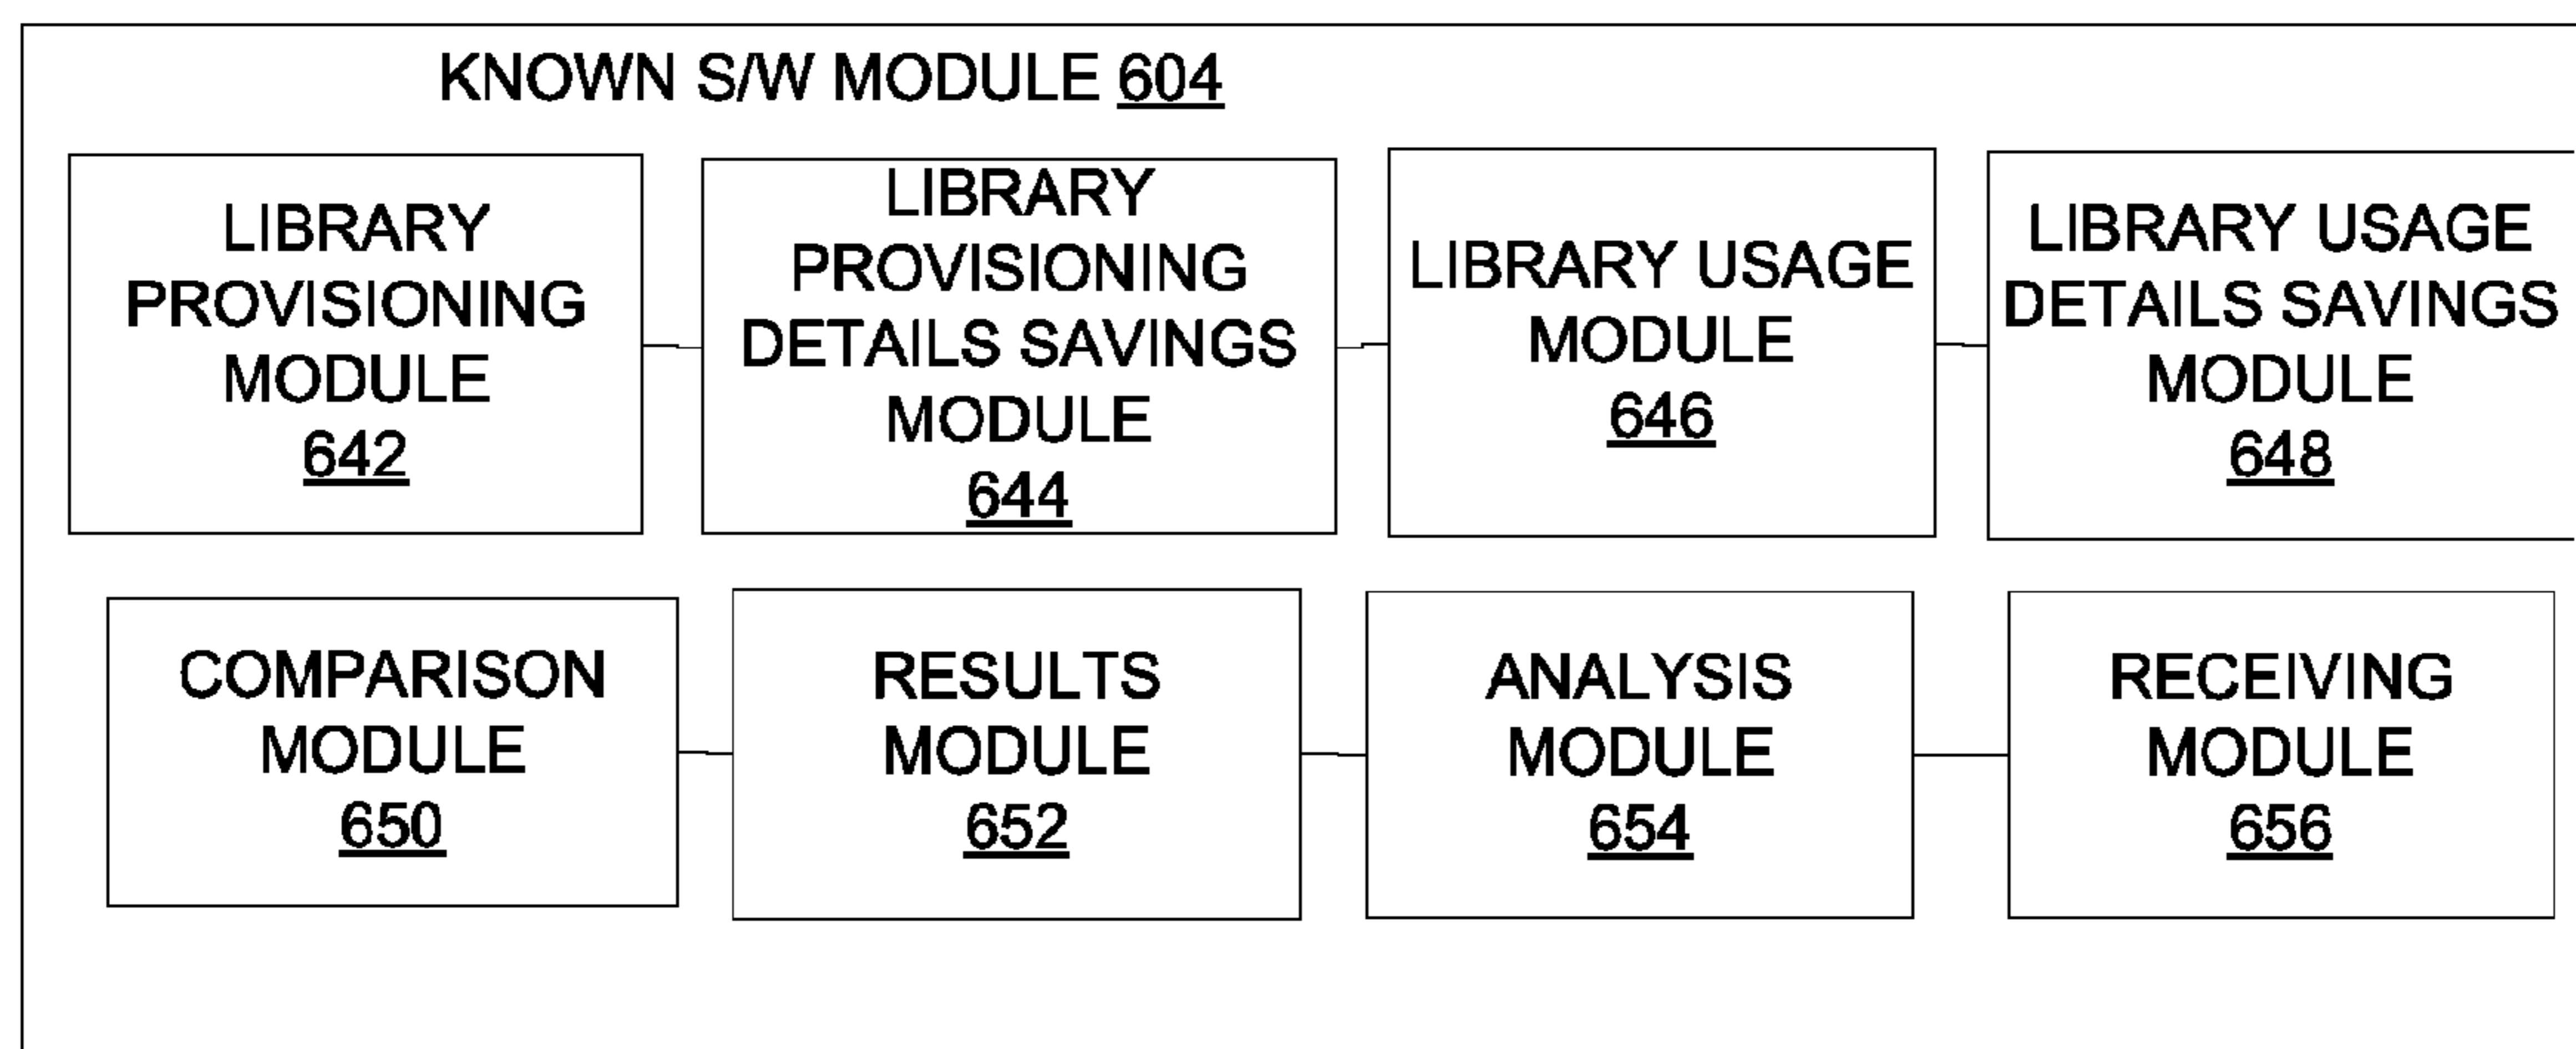 KNOWN S/W MODULE 604
LIBRARY
PROVISIONING
MODULE
642
LIBRARY
PROVISIONING
DETAILS SAVINGS
MODULE
644
LIBRARY USAGE
MODULE
646
LIBRARY USAGE
DETAILS SAVINGS
MODULE
648
COMPARISON
MODULE
650
RESULTS
MODULE
652
ANALYSIS
MODULE
654
RECEIVING
MODULE
656